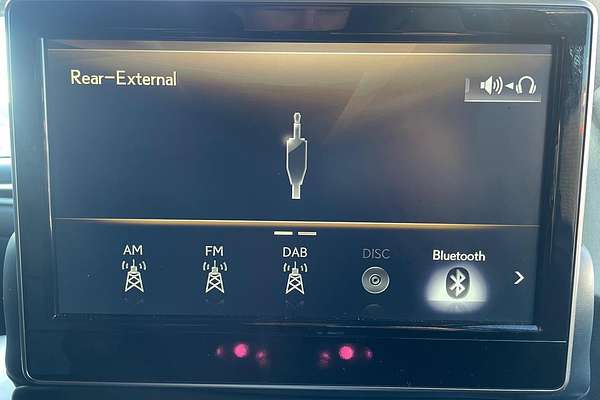 Rear-External
AM
FM
DAB
DISC
Bluetooth